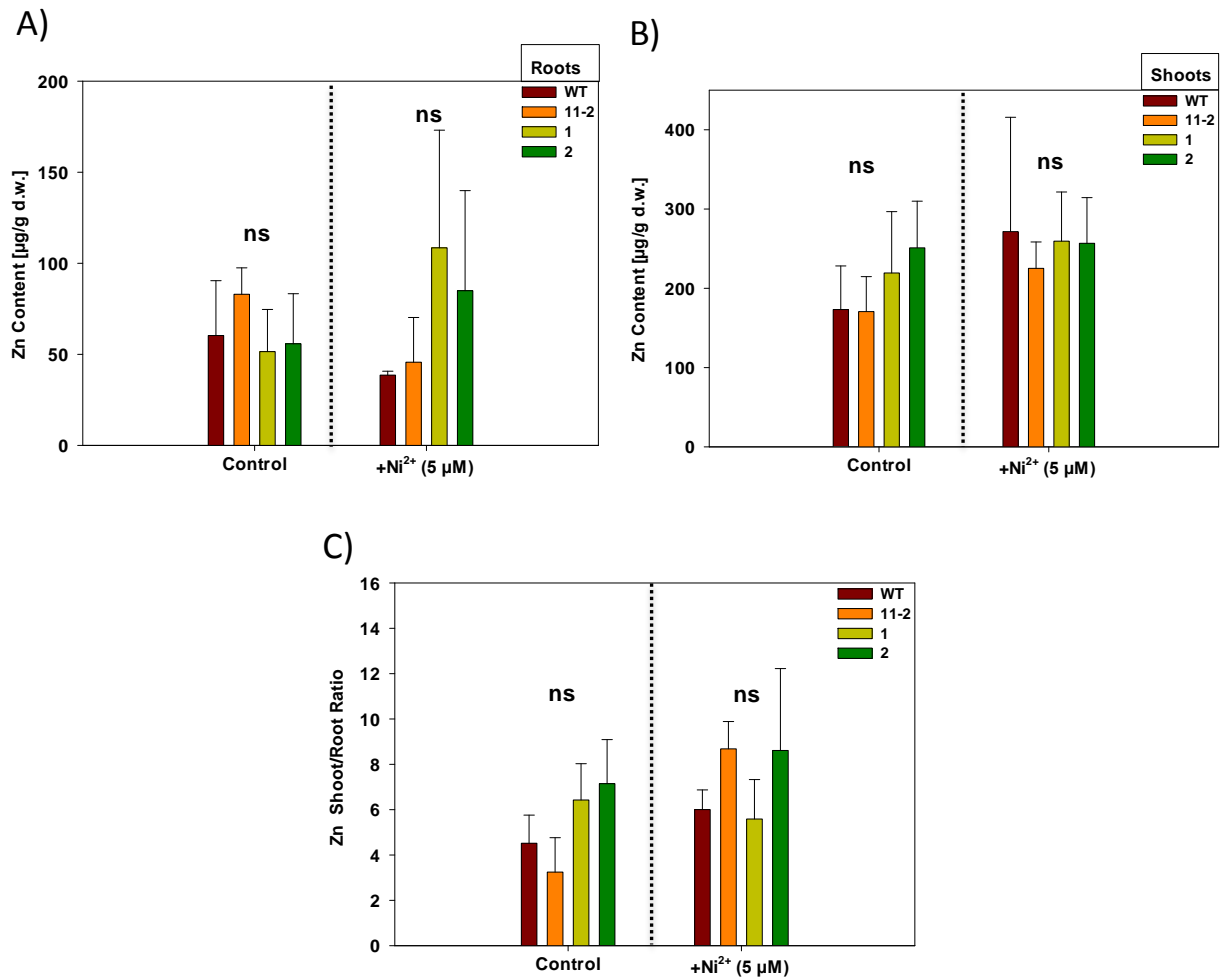 A)
Roots
WT
11-2
1
2
Zn Content [µg/g d.w.]
200
150
100
50
0
ns
ns
Control
+Ni²⁺ (5 µM)
B)
Shoots
WT
11-2
1
2
Zn Content [µg/g d.w.]
400
300
200
100
0
ns
ns
Control
+Ni²⁺ (5 µM)
C)
WT
11-2
1
2
Zn Shoot/Root Ratio
16
14
12
10
8
6
4
2
0
ns
ns
Control
+Ni²⁺ (5 µM)